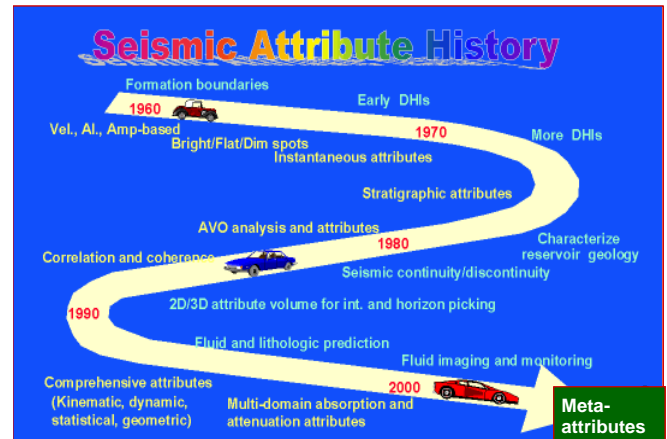 Seismic Attribute History
Formation boundaries
1960
Early DHIs
Vel., AI., Amp-based
Bright/Flat/Dim spots
1970
More DHIs
Instantaneous attributes
Stratigraphic attributes
AVO analysis and attributes
1980
Characterize
reservoir geology
Correlation and coherence
Seismic continuity/discontinuity
1990
2D/3D attribute volume for int. and horizon picking
Fluid and lithologic prediction
Fluid imaging and monitoring
2000
Comprehensive attributes
(Kinematic, dynamic,
statistical, geometric)
Multi-domain absorption and
attenuation attributes
Meta-
attributes